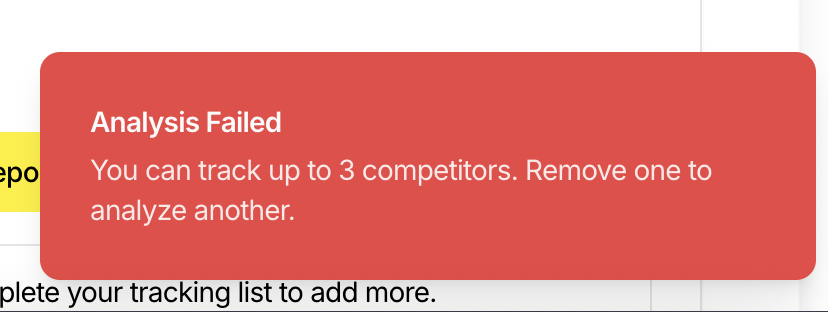 Analysis Failed
You can track up to 3 competitors. Remove one to
analyze another.
epo
plete your tracking list to add more.